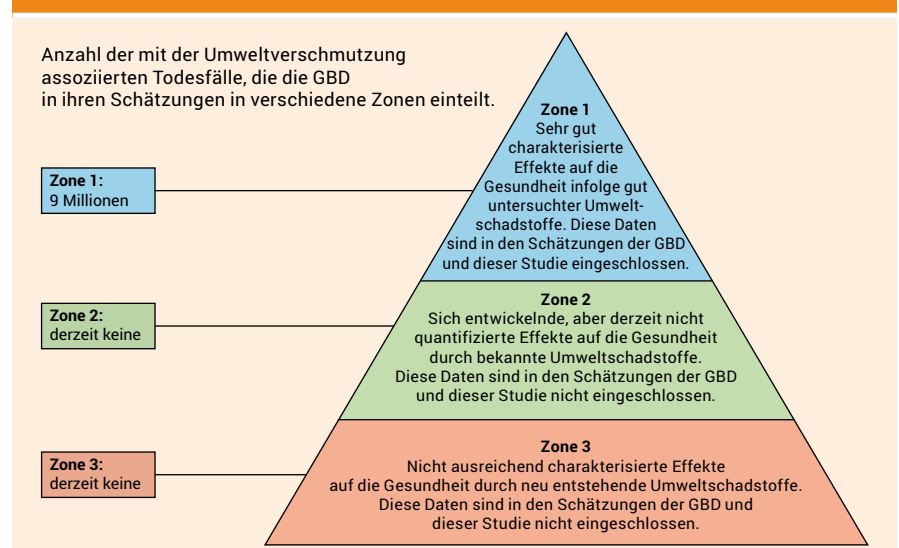 Anzahl der mit der Umweltverschmutzung
assoziierten Todesfälle, die die GBD
in ihren Schätzungen in verschiedene Zonen einteilt.
Zone 1:
9 Millionen
Zone 1
Sehr gut
charakterisierte
Effekte auf die
Gesundheit infolge gut
untersuchter Umwelt-
schadstoffe. Diese Daten
sind in den Schätzungen der GBD
und dieser Studie eingeschlossen.
Zone 2:
derzeit keine
Zone 2
Sich entwickelnde, aber derzeit nicht
quantifizierte Effekte auf die Gesundheit
durch bekannte Umweltschadstoffe.
Diese Daten sind in den Schätzungen der GBD
und dieser Studie nicht eingeschlossen.
Zone 3:
derzeit keine
Zone 3
Nicht ausreichend charakterisierte Effekte
auf die Gesundheit durch neu entstehende Umweltschadstoffe.
Diese Daten sind in den Schätzungen der GBD und
dieser Studie nicht eingeschlossen.